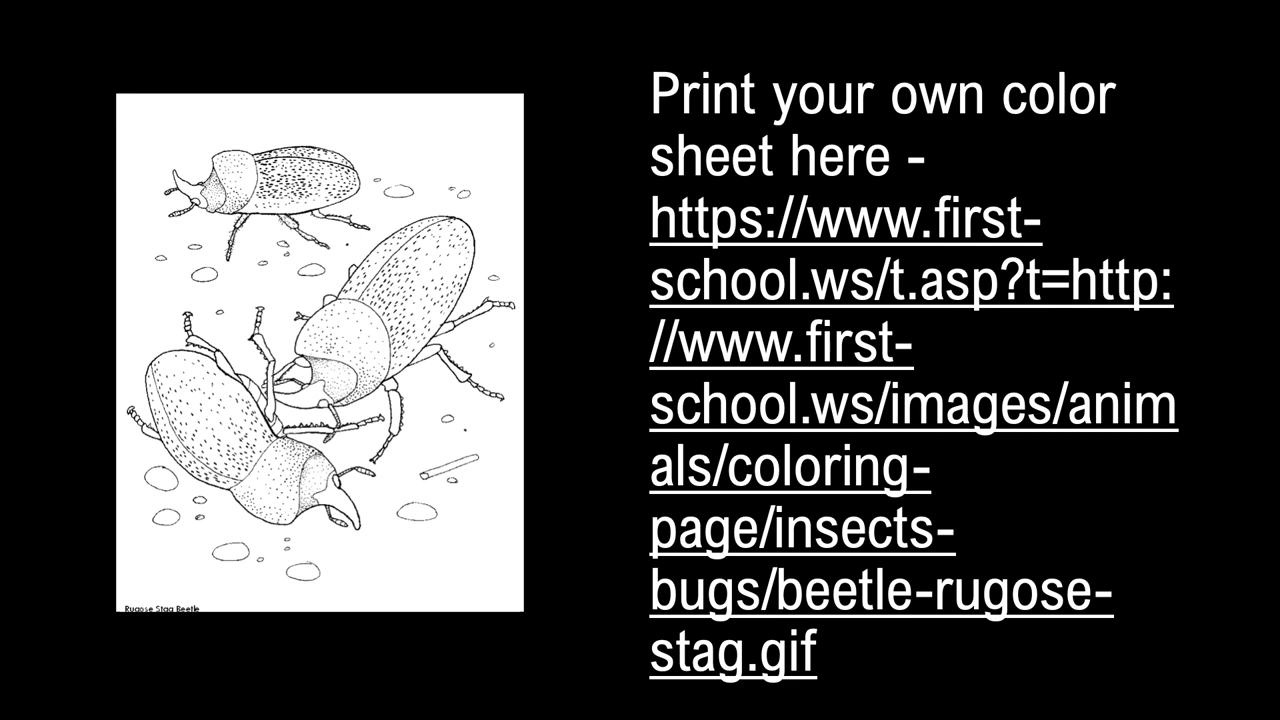 Print your own color
sheet here -
https://www.first-
school.ws/t.asp?t=http:
//www.first-
school.ws/images/anim
als/coloring-
page/insects-
bugs/beetle-rugose-
stag.gif
Rugose Stag Beetle